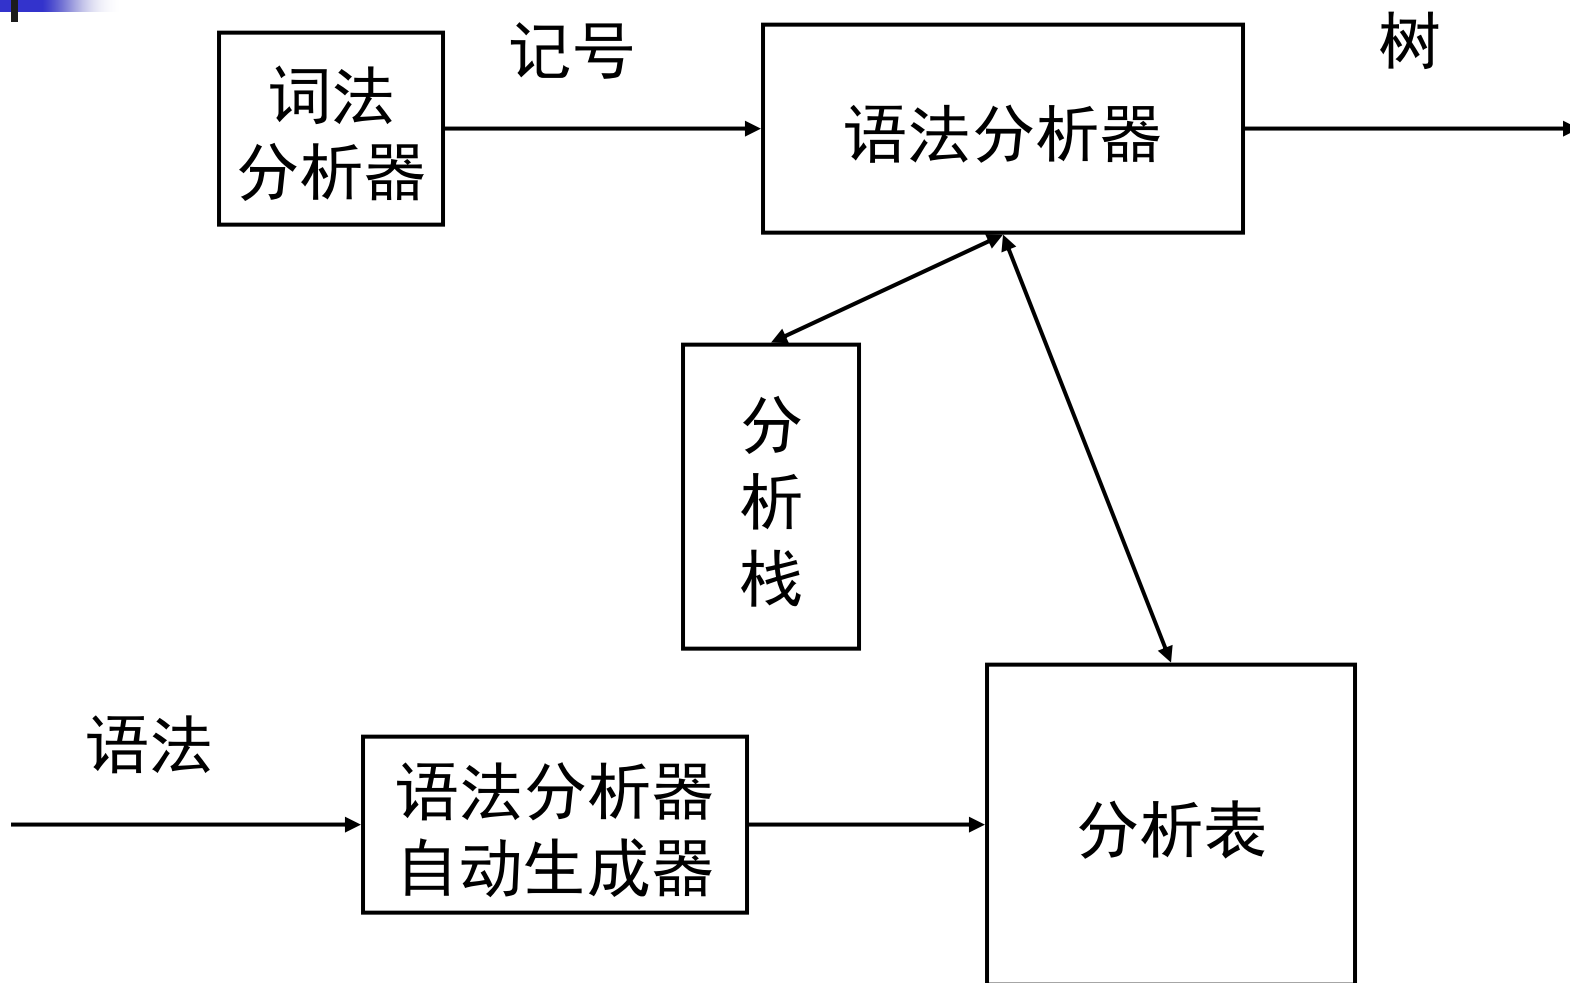 记号
树
词法
分析器
语法分析器
分
析
栈
语法
语法分析器
自动生成器
分析表